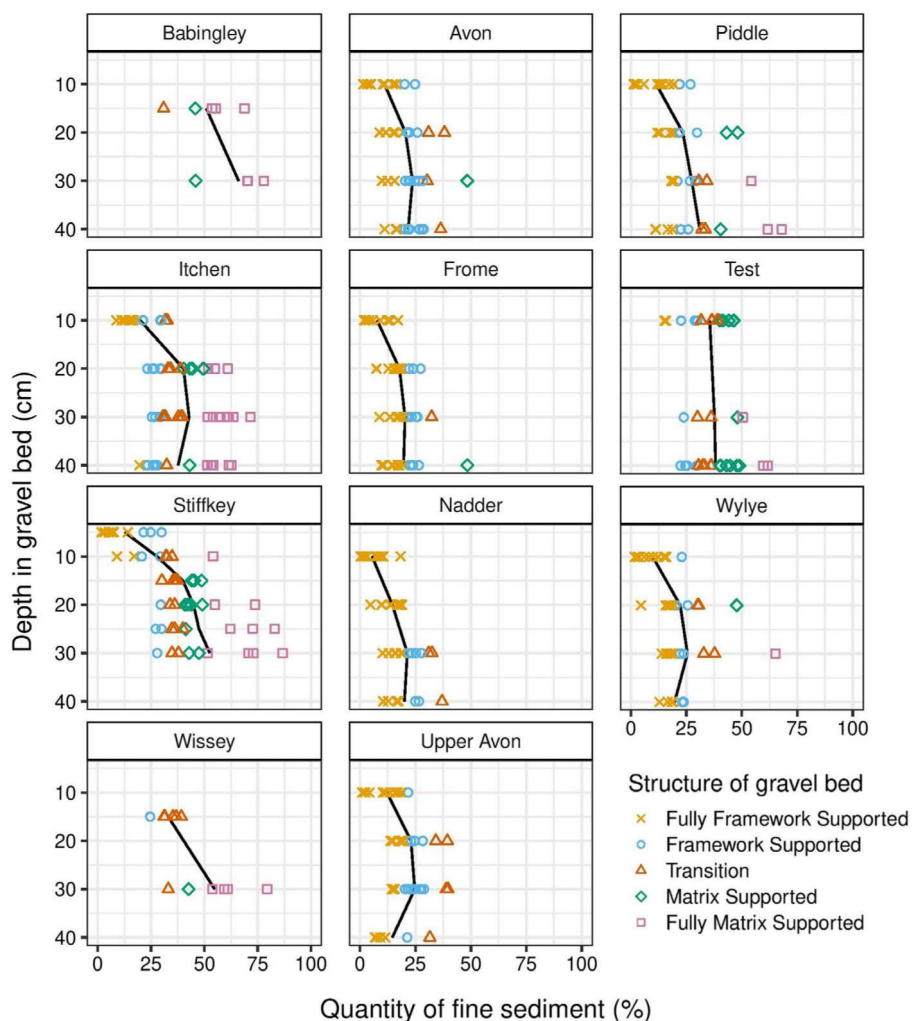 Babingley
Avon
Piddle
10
20
30
40
Itchen
Frome
Test
10
20
30
40
Stiffkey
Nadder
Wylye
10
20
30
40
0 25 50 75 100
Wissey
Upper Avon
10
20
30
40
0 25 50 75 100
0 25 50 75 100
Depth in gravel bed (cm)
Quantity of fine sediment (%)
Structure of gravel bed
Fully Framework Supported
Framework Supported
Transition
Matrix Supported
Fully Matrix Supported